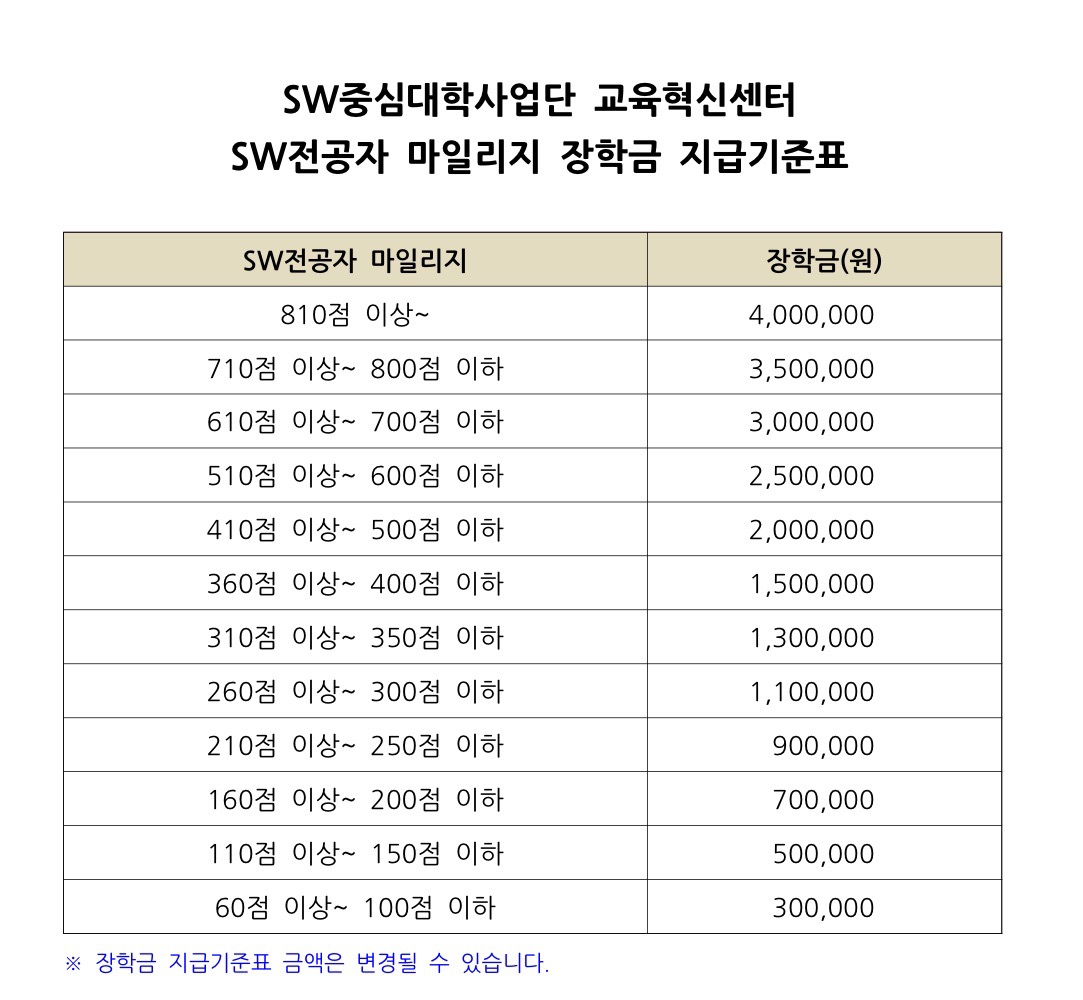 SW중심대학사업단 교육혁신센터
SW전공자 마일리지 장학금 지급기준표
SW전공자 마일리지 장학금(원)
810점 이상~ 4,000,000
710점 이상~ 800점 이하 3,500,000
610점 이상~ 700점 이하 3,000,000
510점 이상~ 600점 이하 2,500,000
410점 이상~ 500점 이하 2,000,000
360점 이상~ 400점 이하 1,500,000
310점 이상~ 350점 이하 1,300,000
260점 이상~ 300점 이하 1,100,000
210점 이상~ 250점 이하 900,000
160점 이상~ 200점 이하 700,000
110점 이상~ 150점 이하 500,000
60점 이상~ 100점 이하 300,000
※ 장학금 지급기준표 금액은 변경될 수 있습니다.